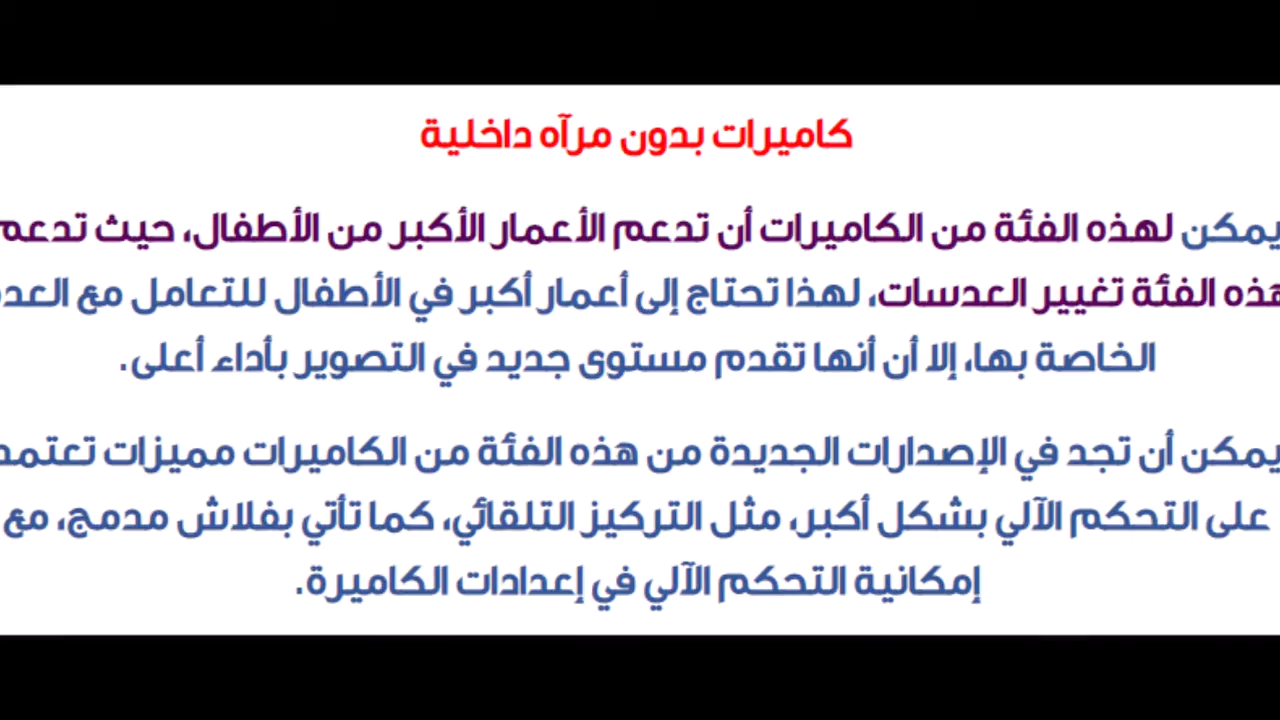 كاميرات بدون مرآه داخلية
يمكن لهذه الفئة من الكاميرات أن تدعم الأعمار الأكبر من الأطفال، حيث تدعم
هذه الفئة تغيير العدسات، لهذا تحتاج إلى أعمار أكبر في الأطفال للتعامل مع
الخاصة بها، إلا أن أنها تقدم مستوى جديد في التصوير بأداء أعلى.
يمكن أن تجد في الإصدارات الجديدة من هذه الفئة من الكاميرات مميزات تعتمد
على التحكم الآلي بشكل أكبر، مثل التركيز التلقائي، كما تأتي بفلاش مدمج، مع
إمكانية التحكم الآلي في إعدادات الكاميرة.